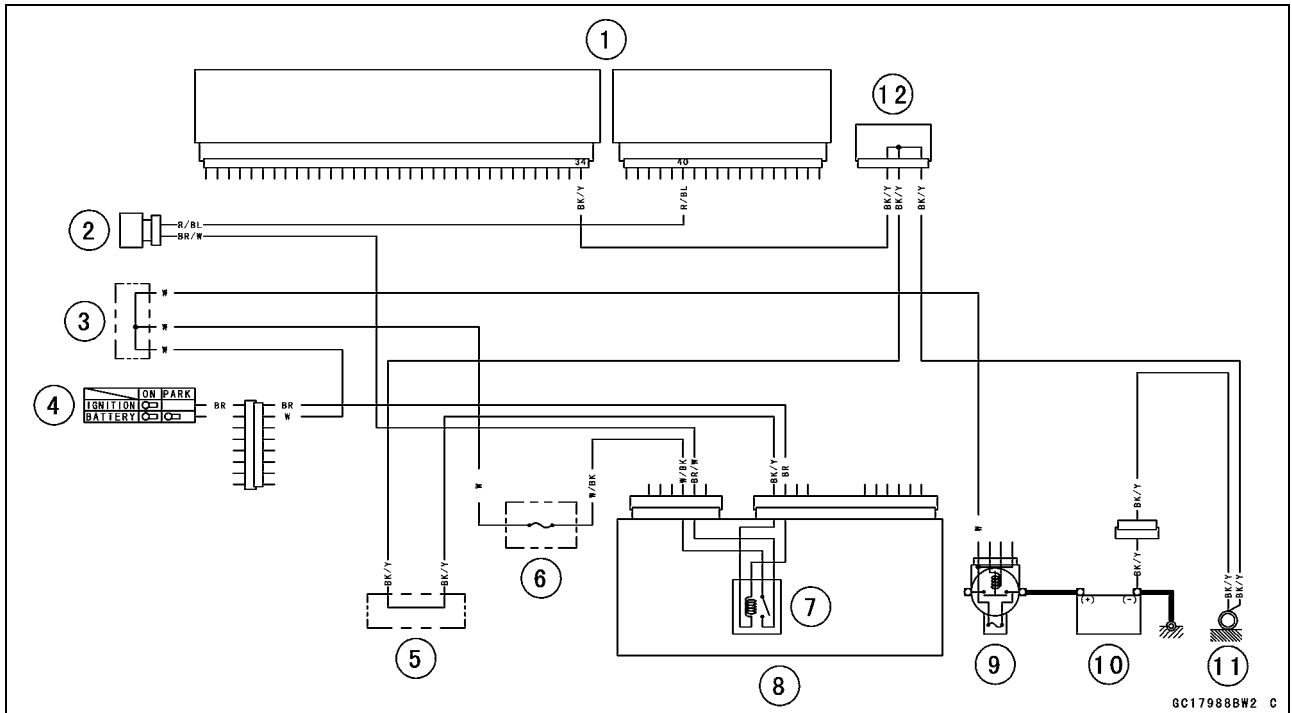 1
12
34
40
BK/Y
R/BL
BK/Y
BK/Y
BK/Y
2
R/BL
BR/W
3
W
W
W
4
ON PARK
IGNITION
BATTERY
BR
BR
W
W
W/BK
W/BK
BR/W
BK/Y
BR
W
BK/Y
BK/Y
BK/Y
BK/Y
BK/Y
BK/Y
6
7
(+)
(-)
5
8
9
10
11
GC17988BW2 C